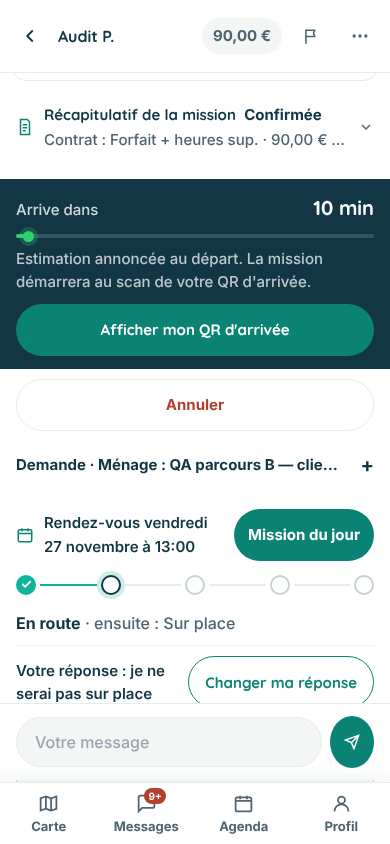 Audit P.
90,00 €
Récapitulatif de la mission Confirmée
Contrat : Forfait + heures sup. · 90,00 € ...
Arrive dans
10 min
Estimation annoncée au départ. La mission
démarrera au scan de votre QR d'arrivée.
Afficher mon QR d'arrivée
Annuler
Demande · Ménage : QA parcours B — clie...
+
Rendez-vous vendredi
27 novembre à 13:00
Mission du jour
En route · ensuite : Sur place
Votre réponse : je ne
serai pas sur place
Changer ma réponse
Votre message
9+
Carte
Messages
Agenda
Profil